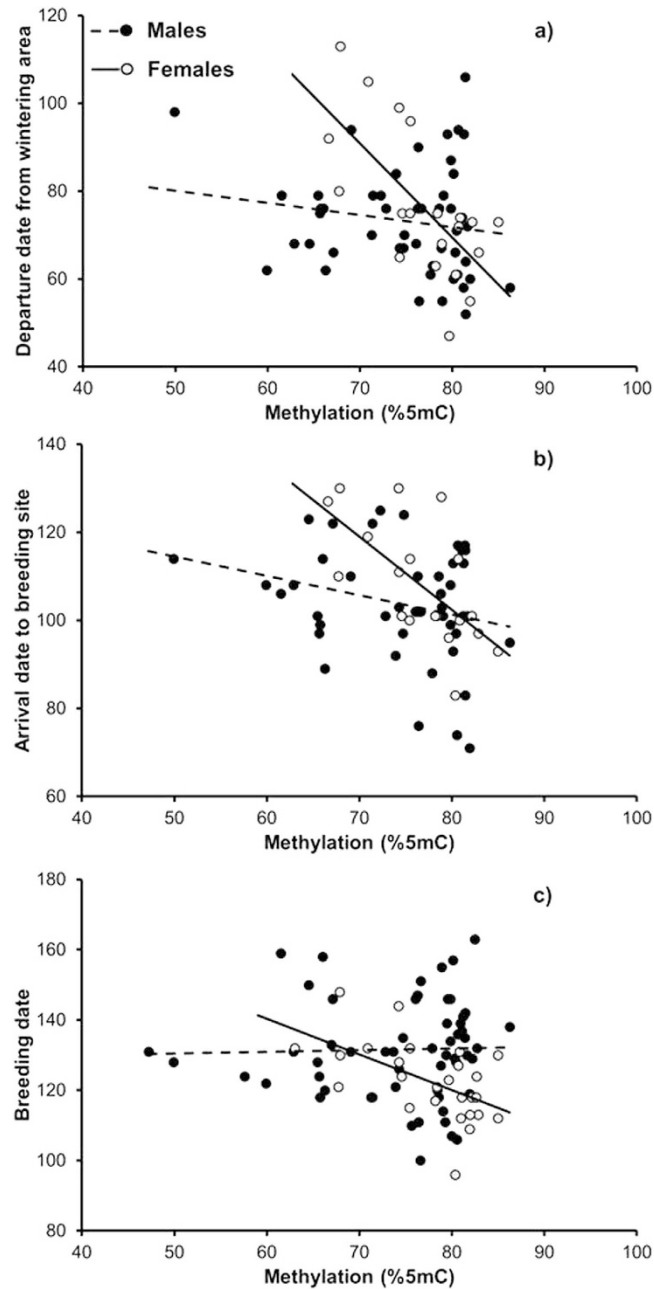 Males
Females
a)
Departure date from wintering area
120
100
80
60
40
40 50 60 70 80 90 100
Methylation (%5mC)
b)
Arrival date to breeding site
140
120
100
80
60
40 50 60 70 80 90 100
Methylation (%5mC)
c)
Breeding date
180
160
140
120
100
80
40 50 60 70 80 90 100
Methylation (%5mC)